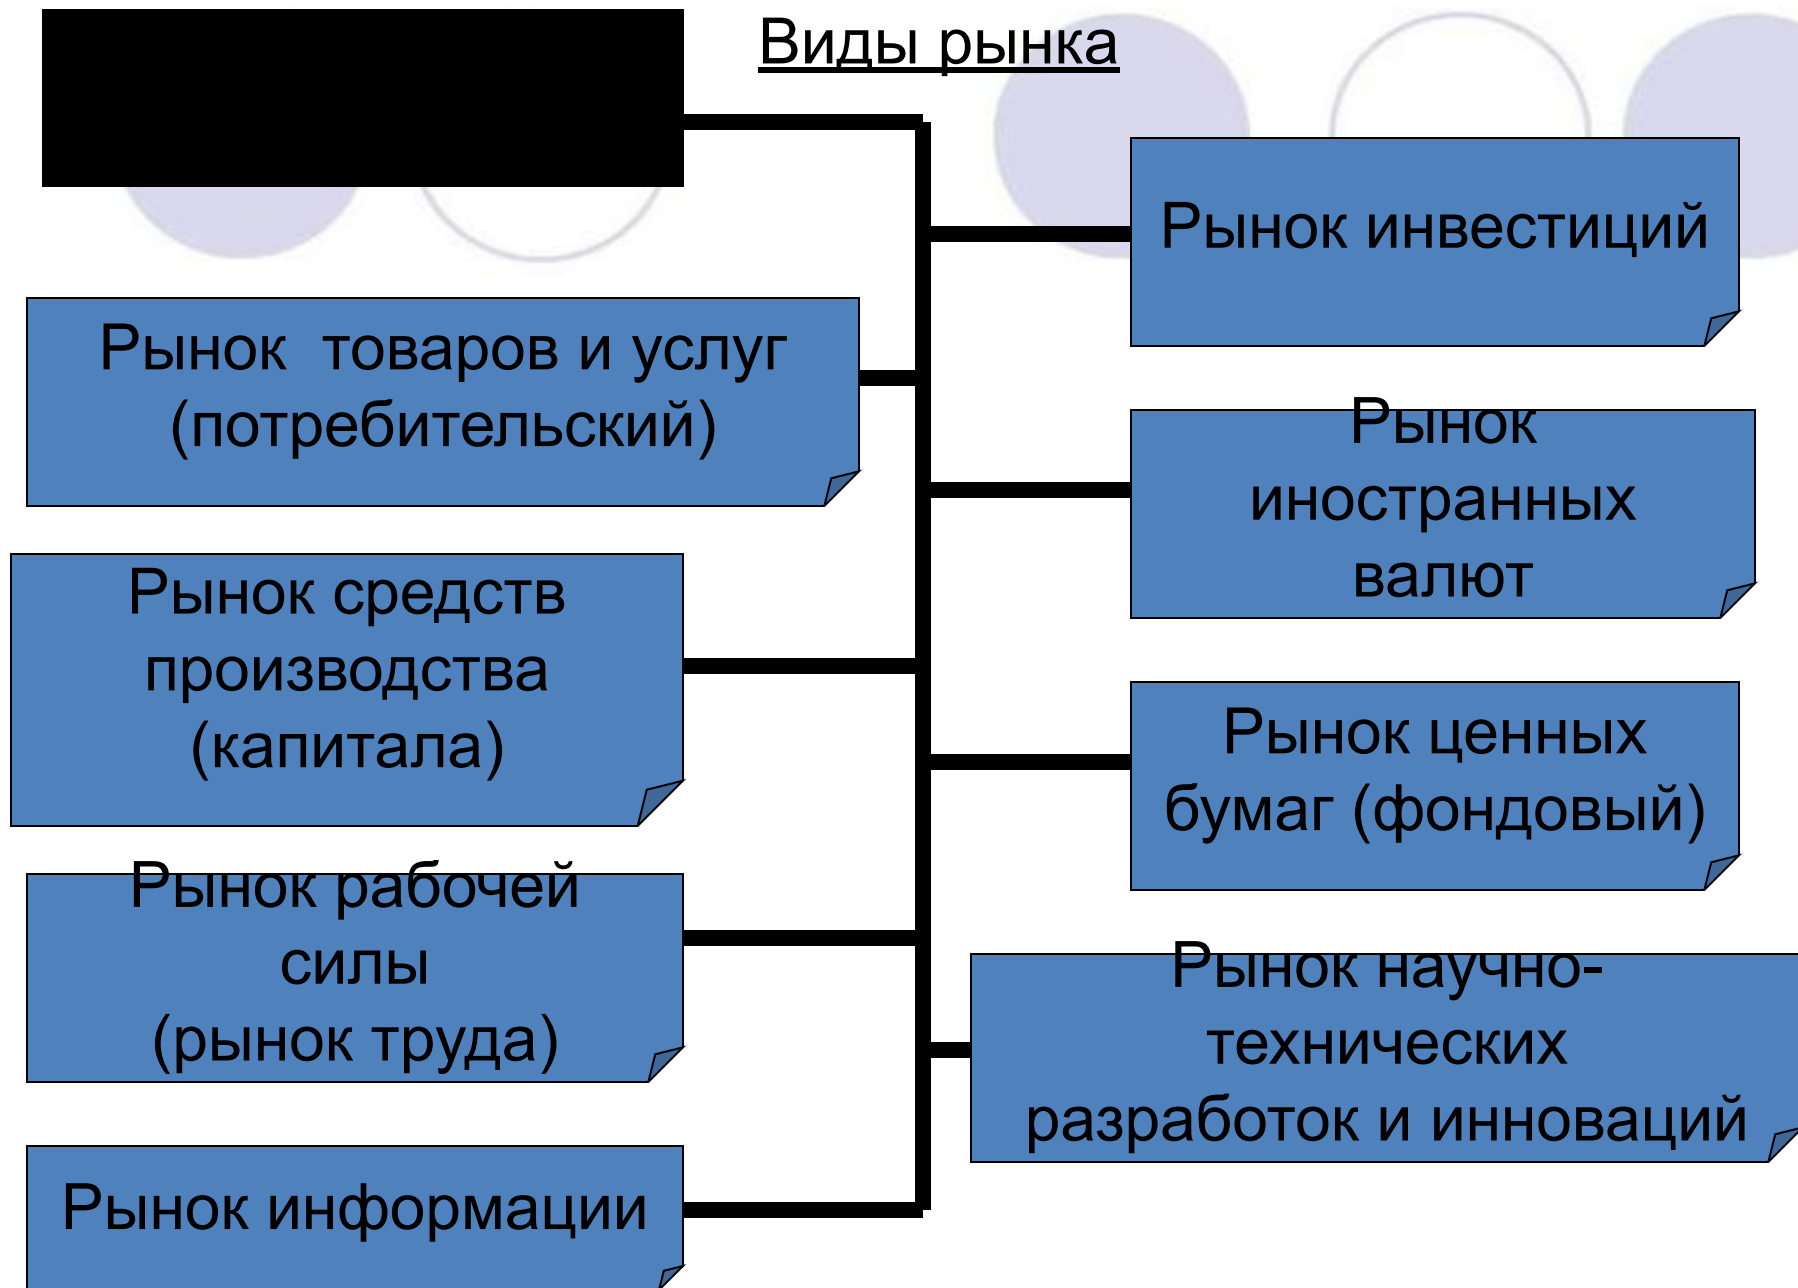 Виды рынка
Рынок товаров и услуг
(потребительский)
Рынок средств
производства
(капитала)
Рынок рабочей
силы
(рынок труда)
Рынок информации
Рынок инвестиций
Рынок
иностранных
валют
Рынок ценных
бумаг (фондовый)
Рынок научно-
технических
разработок и инноваций